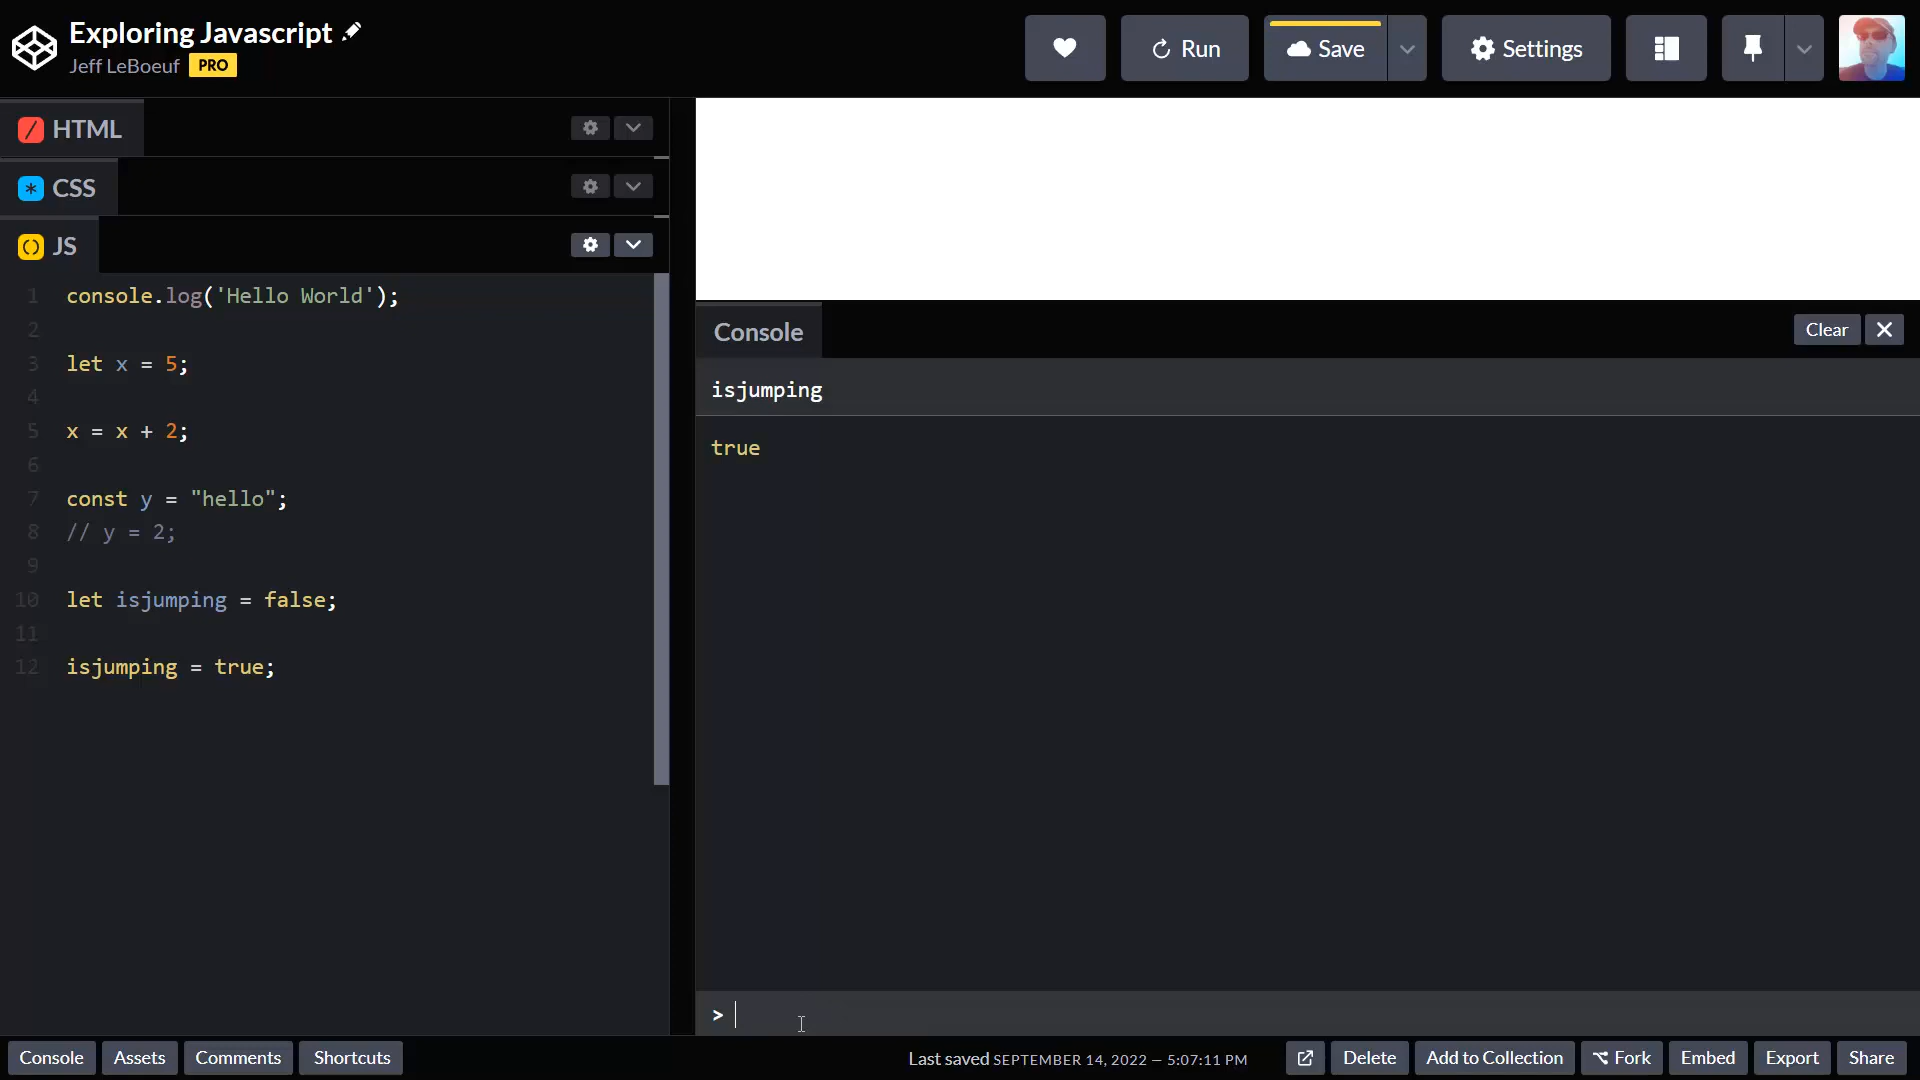 Exploring Javascript
Jeff LeBoeuf PRO
Run
Save
Settings
HTML
CSS
JS
1 console.log('Hello World');
2
3 let x = 5;
4
5 x = x + 2;
6
7 const y = "hello";
8 // y = 2;
9
10 let isjumping = false;
11
12 isjumping = true;
Console
Clear
isjumping
true
>
Console Assets Comments Shortcuts
Last saved SEPTEMBER 14, 2022 — 5:07:11 PM
Delete Add to Collection Fork Embed Export Share